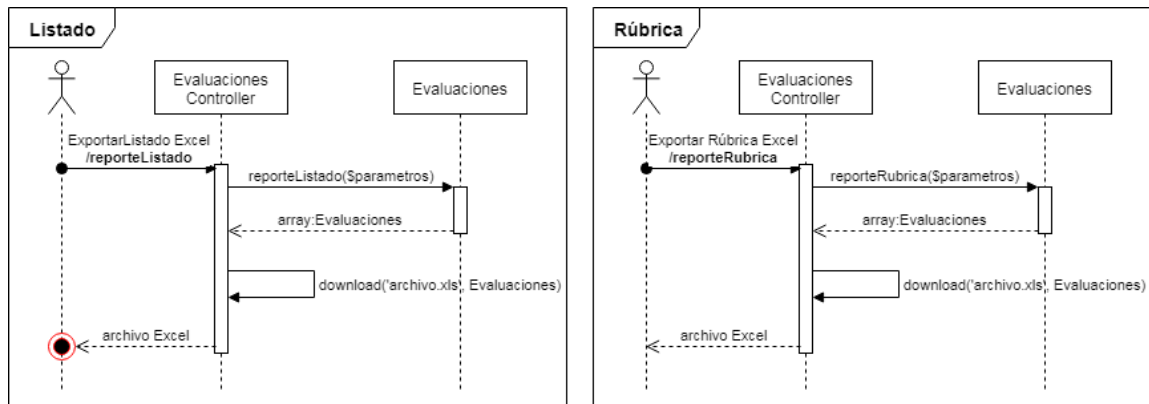 Listado
Evaluaciones
Controller
Evaluaciones
ExportarListado Excel
/reporteListado
reporteListado($parametros)
array:Evaluaciones
download('archivo.xls', Evaluaciones)
archivo Excel
Rúbrica
Evaluaciones
Controller
Evaluaciones
Exportar Rúbrica Excel
/reporteRubrica
reporteRubrica($parametros)
array:Evaluaciones
download('archivo.xls', Evaluaciones)
archivo Excel